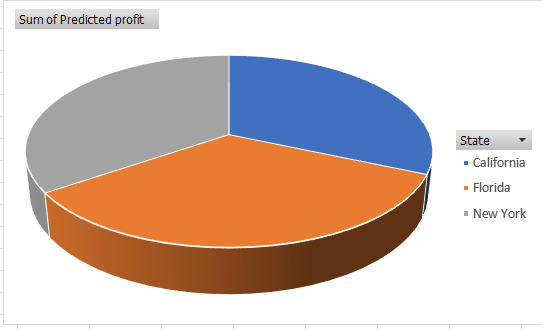 Sum of Predicted profit
State
California
Florida
New York